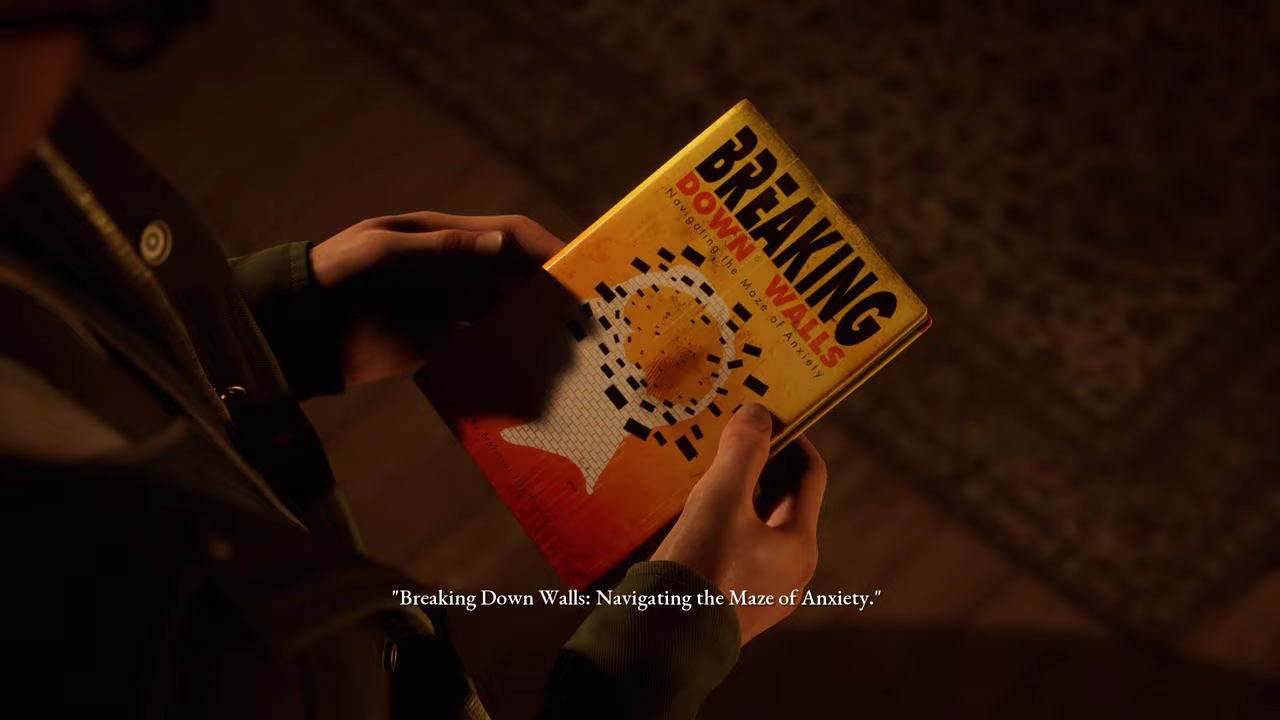 BREAKING
DOWN WALLS
Navigating the Maze of Anxiety
"Breaking Down Walls: Navigating the Maze of Anxiety."